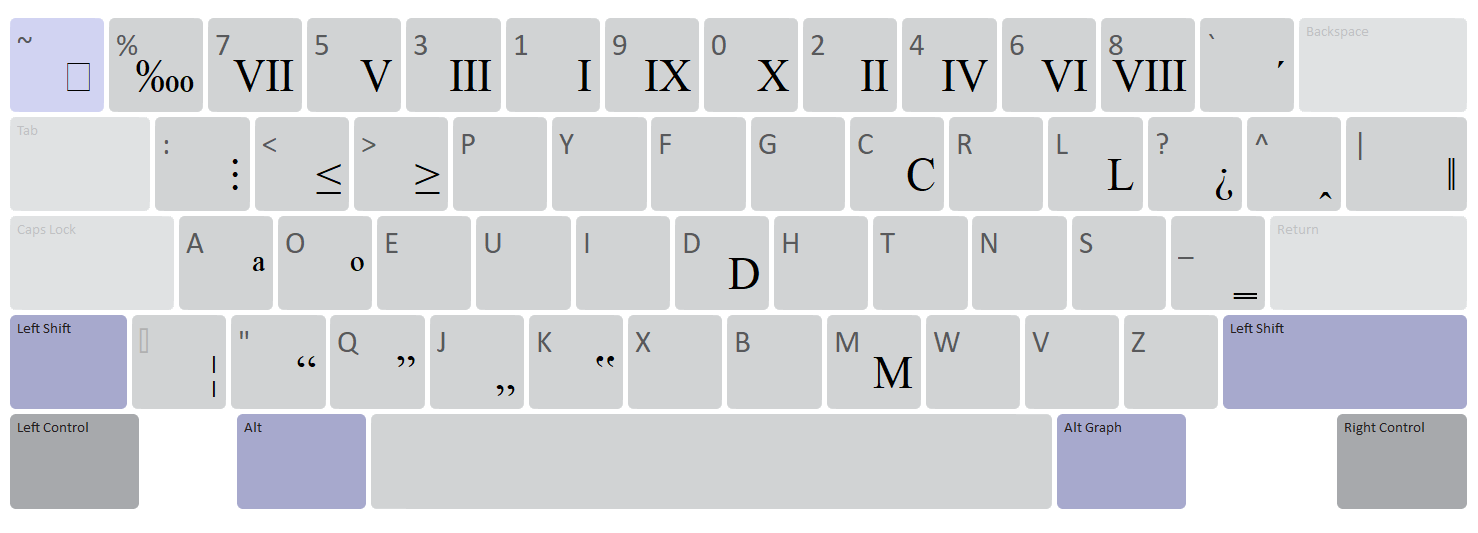 ~ □ % ‱ 7 Ⅶ 5 Ⅴ 3 Ⅲ 1 Ⅰ 9 Ⅸ 0 Ⅹ 2 Ⅱ 4 Ⅳ 6 Ⅵ 8 Ⅷ ` ˊ Backspace
Tab : ⋮ < ≤ > ≥ P Y F G C Ⅽ R L Ⅼ ? ¿ ^ ‸ | ‖
Caps Lock A ª O º E U I D Ⅾ H T N S _ ‗ Return
Left Shift ¦ " “ Q ” J „ K ‟ X B M Ⅿ W V Z Left Shift
Left Control Alt Alt Graph Right Control